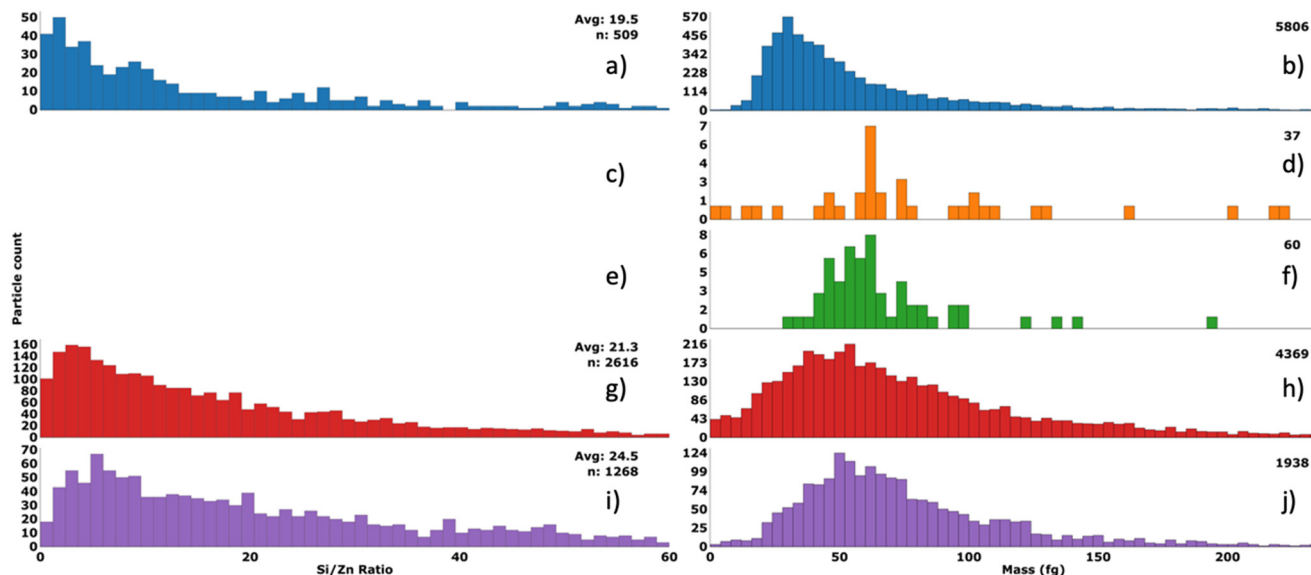 50
40
30
20
10
0
Avg: 19.5
n: 509
a)
570
456
342
228
114
0
5806
b)
c)
7
6
4
3
1
0
37
d)
e)
8
7
5
3
2
0
60
f)
Particle count
160
140
120
100
80
60
40
20
0
Avg: 21.3
n: 2616
g)
216
173
130
86
43
0
4369
h)
70
60
50
40
30
20
10
0
Avg: 24.5
n: 1268
i)
124
99
74
50
25
0
1938
j)
0 20 40 60
Si/Zn Ratio
50 100 150 200
Mass (fg)